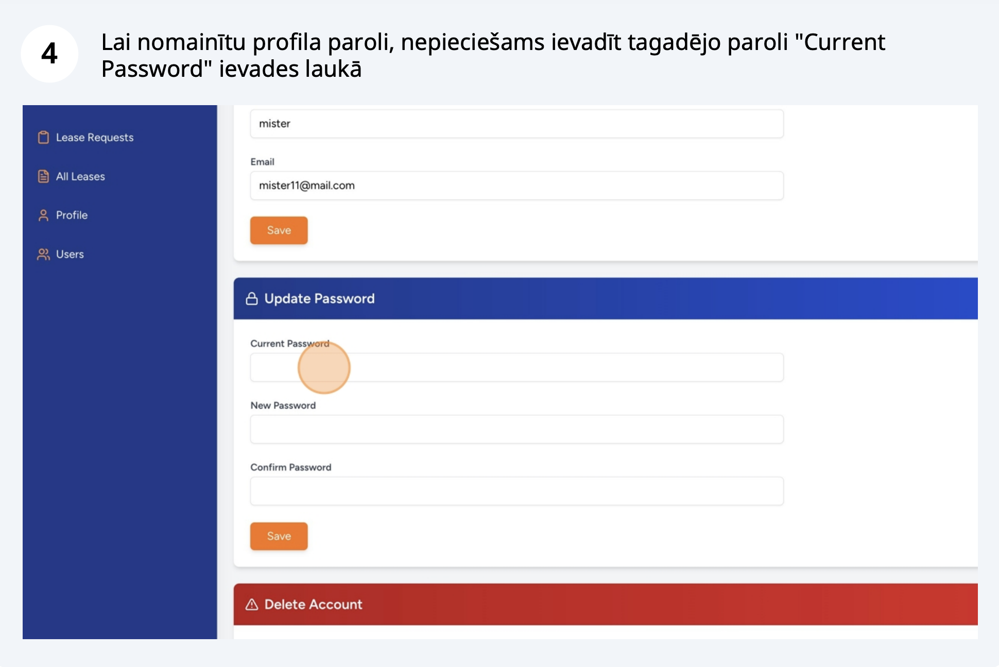 4
Lai nomainītu profila paroli, nepieciešams ievadīt tagadējo paroli "Current
Password" ievades laukā
Lease Requests
All Leases
Profile
Users
mister
Email
mister11@mail.com
Save
Update Password
Current Password
New Password
Confirm Password
Save
Delete Account